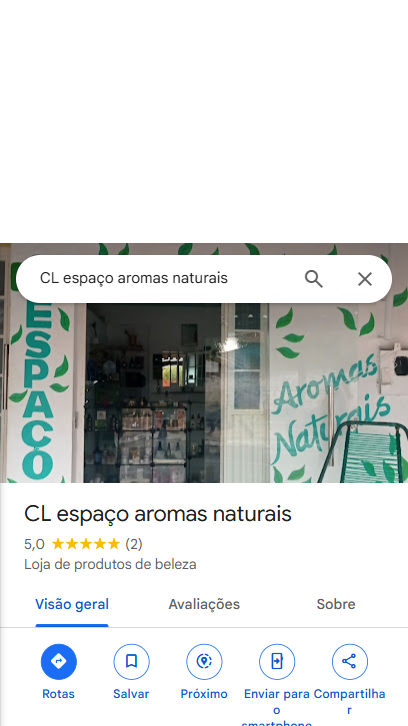 CL espaço aromas naturais
ESPAÇO
Aromas
Naturais
CL espaço aromas naturais
5,0 (2)
Loja de produtos de beleza
Visão geral Avaliações Sobre
Rotas Salvar Próximo Enviar para o smartphone Compartilhar